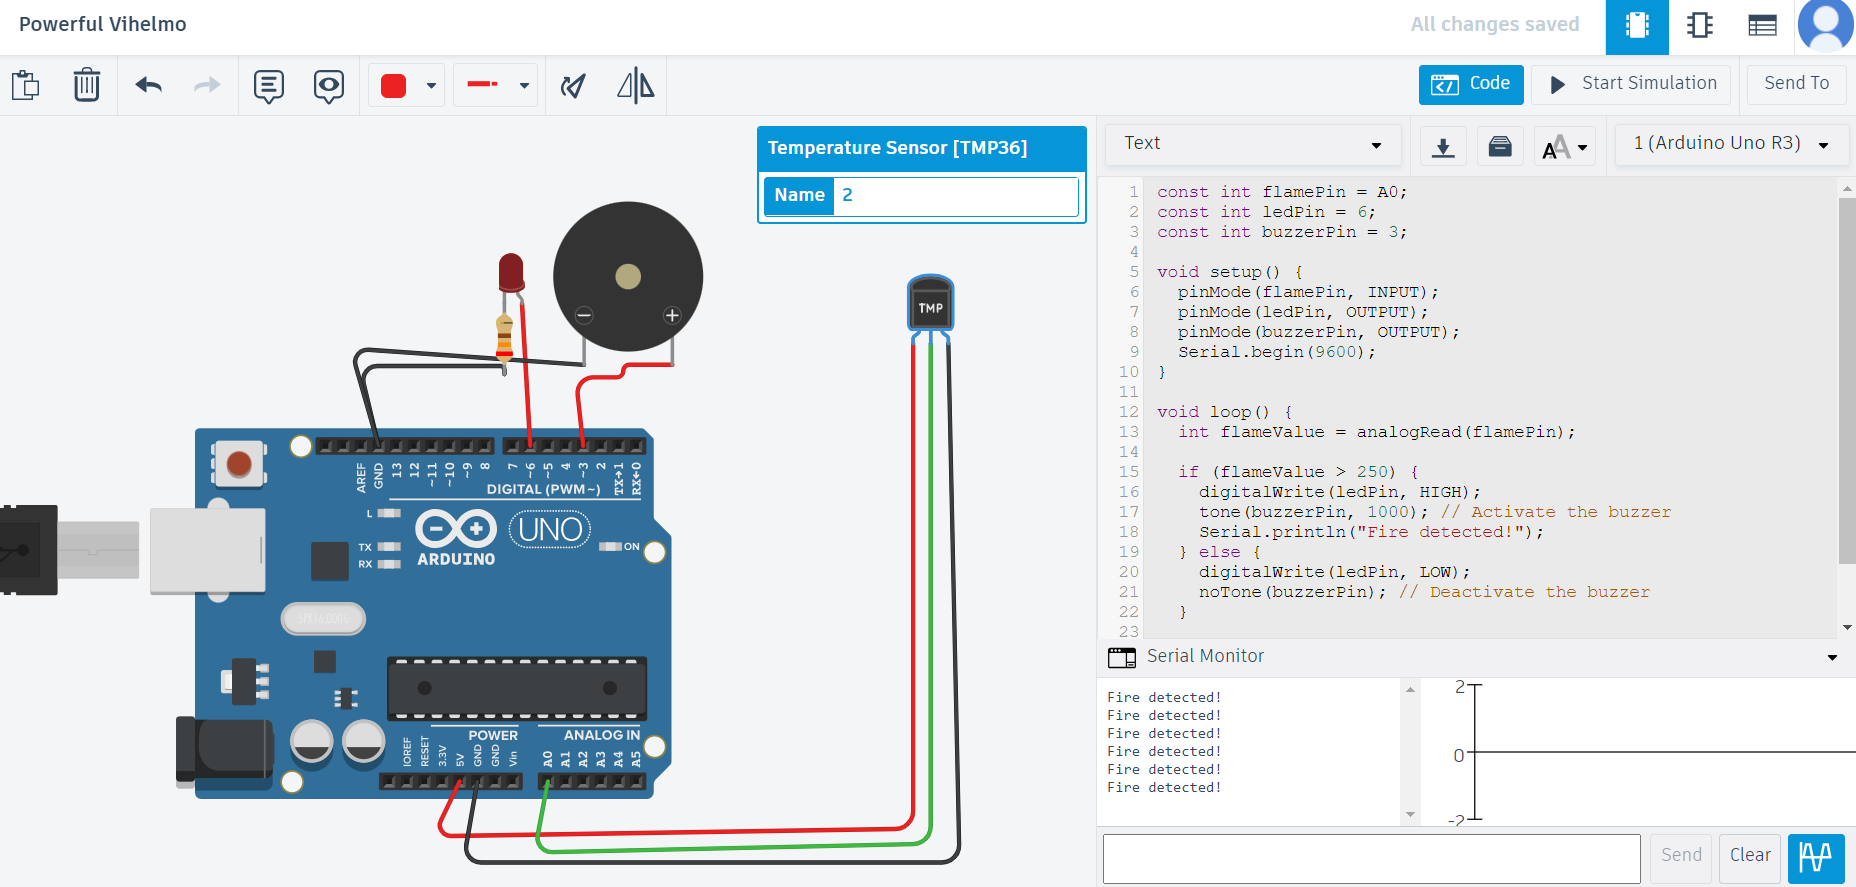 Powerful Vihelmo
All changes saved
Code
Start Simulation
Send To
Temperature Sensor [TMP36]
Name 2
TMP
AREF
GND
13
12
~11
~10
~9
8
7
~6
~5
4
~3
2
TX→1
RX←0
DIGITAL (PWM~)
L
TX
RX
ARDUINO
UNO
ON
POWER
ANALOG IN
IOREF
RESET
3.3V
5V
GND
GND
Vin
A0
A1
A2
A3
A4
A5
Text
AA
1 (Arduino Uno R3)
1 const int flamePin = A0;
2 const int ledPin = 6;
3 const int buzzerPin = 3;
4
5 void setup() {
6 pinMode(flamePin, INPUT);
7 pinMode(ledPin, OUTPUT);
8 pinMode(buzzerPin, OUTPUT);
9 Serial.begin(9600);
10 }
11
12 void loop() {
13 int flameValue = analogRead(flamePin);
14
15 if (flameValue > 250) {
16 digitalWrite(ledPin, HIGH);
17 tone(buzzerPin, 1000); // Activate the buzzer
18 Serial.println("Fire detected!");
19 } else {
20 digitalWrite(ledPin, LOW);
21 noTone(buzzerPin); // Deactivate the buzzer
22 }
23
Serial Monitor
Fire detected!
Fire detected!
Fire detected!
Fire detected!
Fire detected!
Fire detected!
2
0
-2
Send
Clear